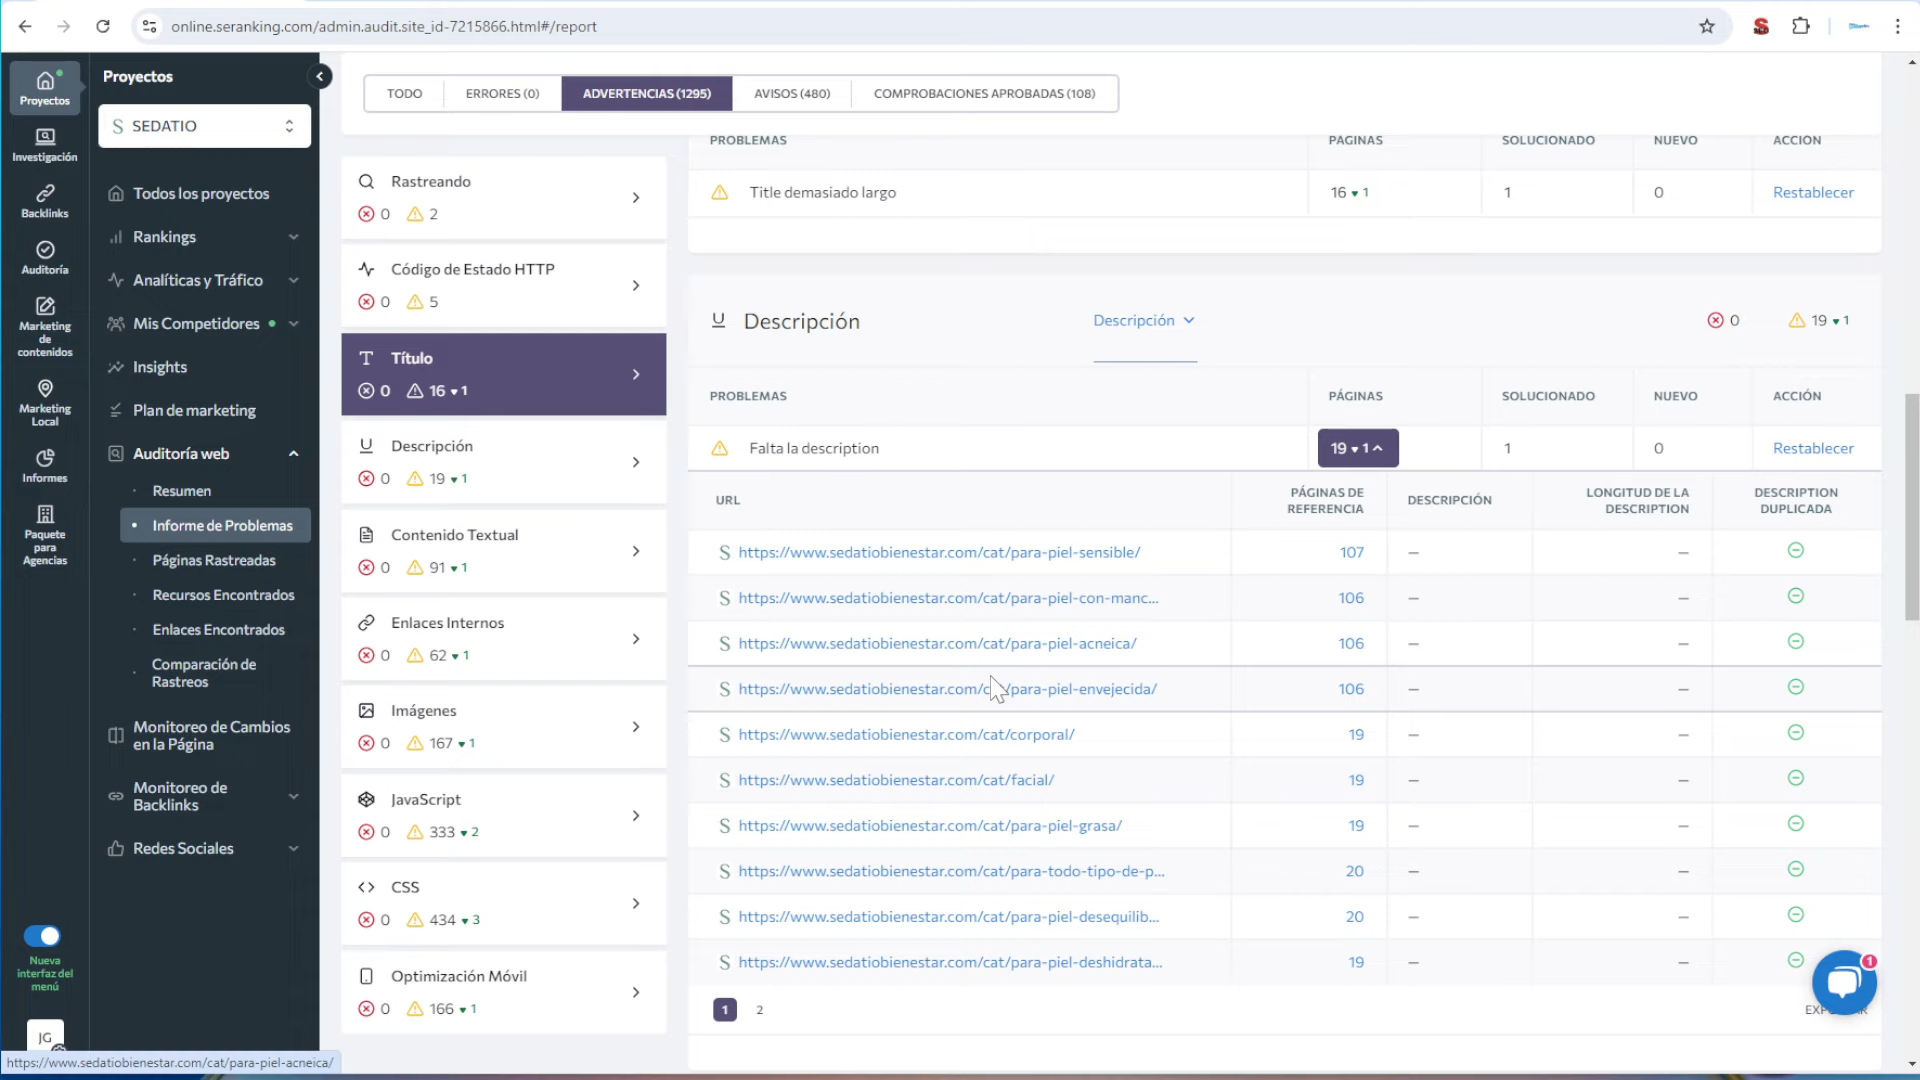 online.seranking.com/admin.audit.site_id-7215866.html#/report
S
Proyectos
Investigación
Backlinks
Auditoría
Marketing
de
contenidos
Marketing
Local
Informes
Paquete
para
Agencias
Nueva
interfaz del
menú
JG
Proyectos
S SEDATIO
Todos los proyectos
Rankings
Analíticas y Tráfico
Mis Competidores
Insights
Plan de marketing
Auditoría web
Resumen
Informe de Problemas
Páginas Rastreadas
Recursos Encontrados
Enlaces Encontrados
Comparación de
Rastreos
Monitoreo de Cambios
en la Página
Monitoreo de
Backlinks
Redes Sociales
TODO ERRORES (0) ADVERTENCIAS (1295) AVISOS (480) COMPROBACIONES APROBADAS (108)
Rastreando
0 2
Código de Estado HTTP
0 5
Título
0 16 1
Descripción
0 19 1
Contenido Textual
0 91 1
Enlaces Internos
0 62 1
Imágenes
0 167 1
JavaScript
0 333 2
CSS
0 434 3
Optimización Móvil
0 166 1
PROBLEMAS PÁGINAS SOLUCIONADO NUEVO ACCIÓN
Title demasiado largo 16 1 1 0 Restablecer
Descripción Descripción 0 19 1
PROBLEMAS PÁGINAS SOLUCIONADO NUEVO ACCIÓN
Falta la description 19 1 1 0 Restablecer
URL PÁGINAS DE REFERENCIA DESCRIPCIÓN LONGITUD DE LA DESCRIPTION DESCRIPTION DUPLICADA
S https://www.sedatiobienestar.com/cat/para-piel-sensible/ 107 — —
S https://www.sedatiobienestar.com/cat/para-piel-con-manc... 106 — —
S https://www.sedatiobienestar.com/cat/para-piel-acneica/ 106 — —
S https://www.sedatiobienestar.com/cat/para-piel-envejecida/ 106 — —
S https://www.sedatiobienestar.com/cat/corporal/ 19 — —
S https://www.sedatiobienestar.com/cat/facial/ 19 — —
S https://www.sedatiobienestar.com/cat/para-piel-grasa/ 19 — —
S https://www.sedatiobienestar.com/cat/para-todo-tipo-de-p... 20 — —
S https://www.sedatiobienestar.com/cat/para-piel-desequilib... 20 — —
S https://www.sedatiobienestar.com/cat/para-piel-deshidrata... 19 — —
1 2
1
https://www.sedatiobienestar.com/cat/para-piel-acneica/